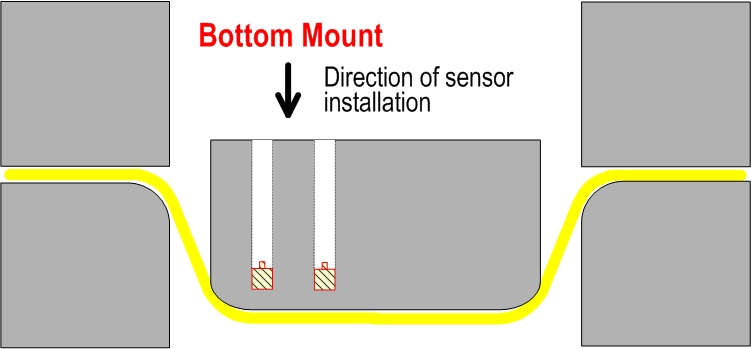 Bottom Mount
Direction of sensor
installation